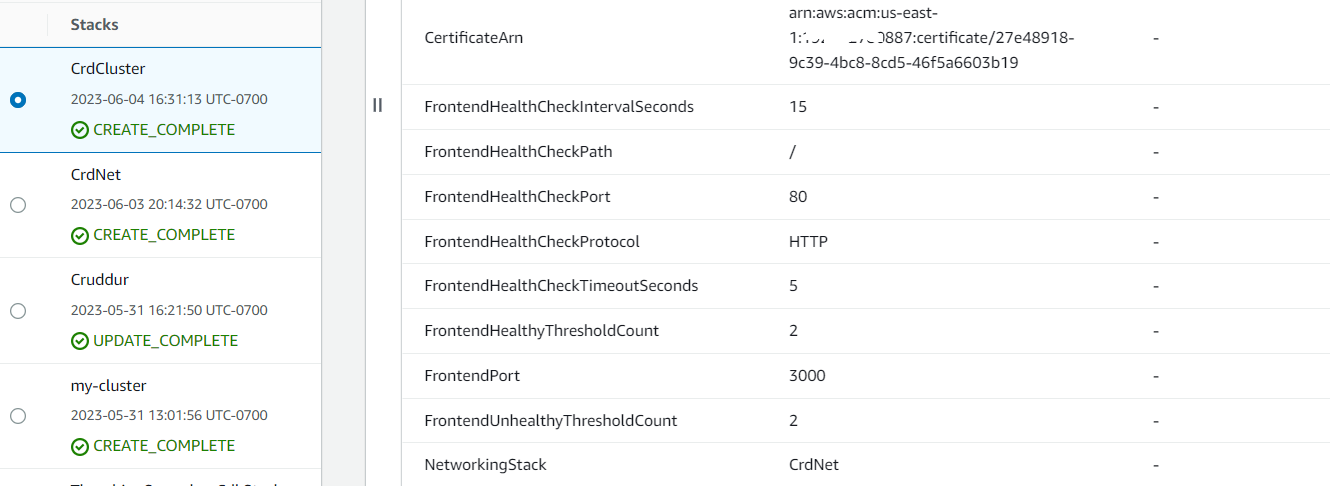 Stacks
CrdCluster
2023-06-04 16:31:13 UTC-0700
CREATE_COMPLETE
CrdNet
2023-06-03 20:14:32 UTC-0700
CREATE_COMPLETE
Cruddur
2023-05-31 16:21:50 UTC-0700
UPDATE_COMPLETE
my-cluster
2023-05-31 13:01:56 UTC-0700
CREATE_COMPLETE
arn:aws:acm:us-east-
CertificateArn
0887:certificate/27e48918- -
9c39-4bc8-8cd5-46f5a6603b19
FrontendHealthCheckIntervalSeconds 15 -
FrontendHealthCheckPath / -
FrontendHealthCheckPort 80 -
FrontendHealthCheckProtocol HTTP -
FrontendHealthCheckTimeoutSeconds 5 -
FrontendHealthyThresholdCount 2 -
FrontendPort 3000 -
FrontendUnhealthyThresholdCount 2 -
NetworkingStack CrdNet -